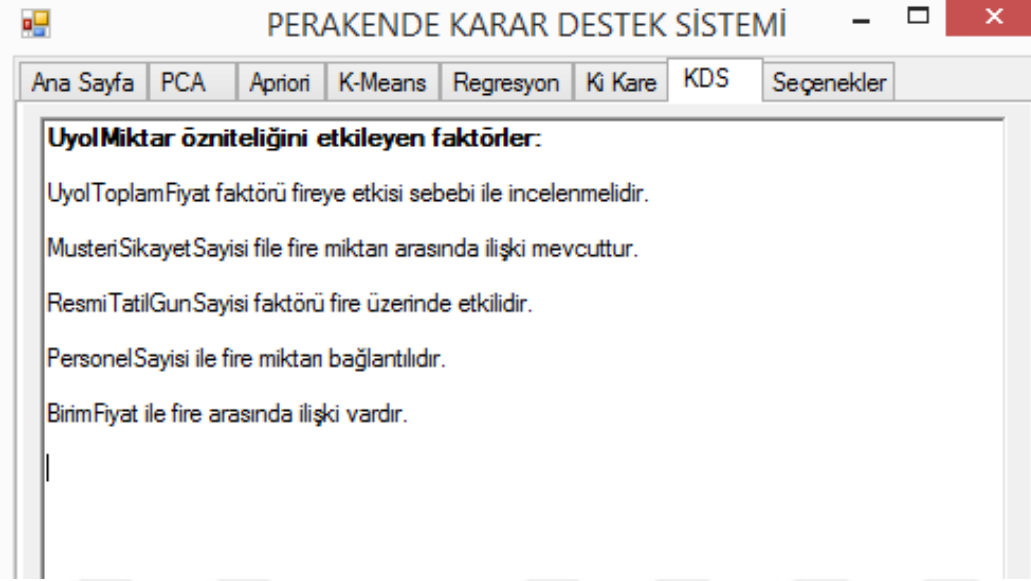 PERAKENDE KARAR DESTEK SİSTEMİ
Ana Sayfa PCA Apriori K-Means Regresyon Ki Kare KDS Seçenekler
UyolMiktar özniteliğini etkileyen faktörler:
UyolToplamFiyat faktörü fireye etkisi sebebi ile incelenmelidir.
MusteriSikayetSayisi file fire miktarı arasında ilişki mevcuttur.
ResmiTatilGunSayisi faktörü fire üzerinde etkilidir.
PersonelSayisi ile fire miktarı bağlantılıdır.
BirimFiyat ile fire arasında ilişki vardır.